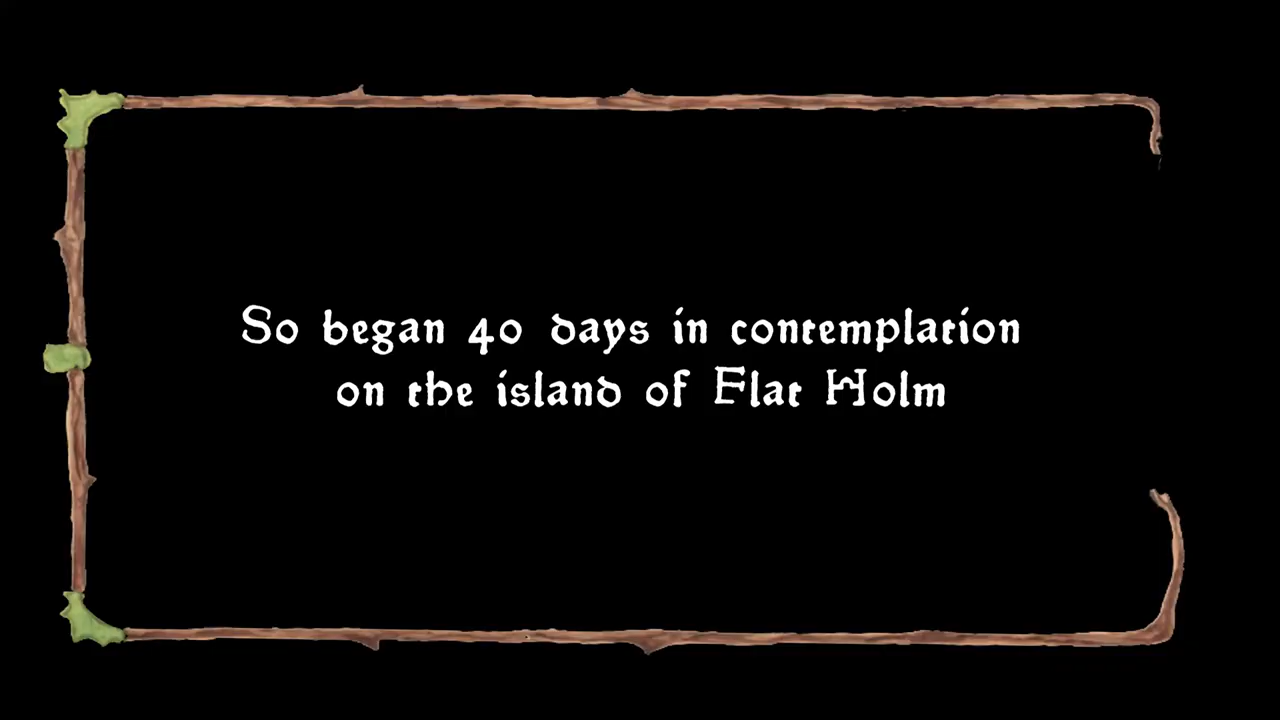 So began 40 days in contemplation
on the island of Flat Holm